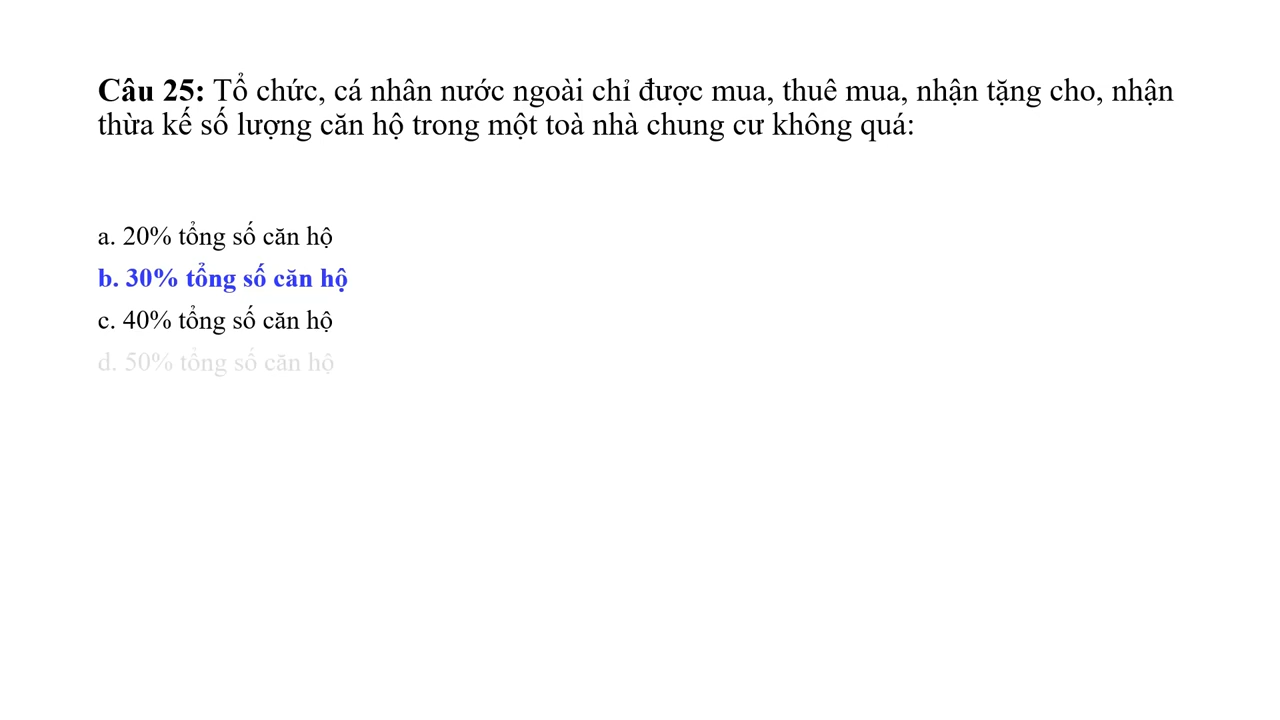 Câu 25: Tổ chức, cá nhân nước ngoài chỉ được mua, thuê mua, nhận tặng cho, nhận
thừa kế số lượng căn hộ trong một toà nhà chung cư không quá:
a. 20% tổng số căn hộ
b. 30% tổng số căn hộ
c. 40% tổng số căn hộ
d. 50% tổng số căn hộ